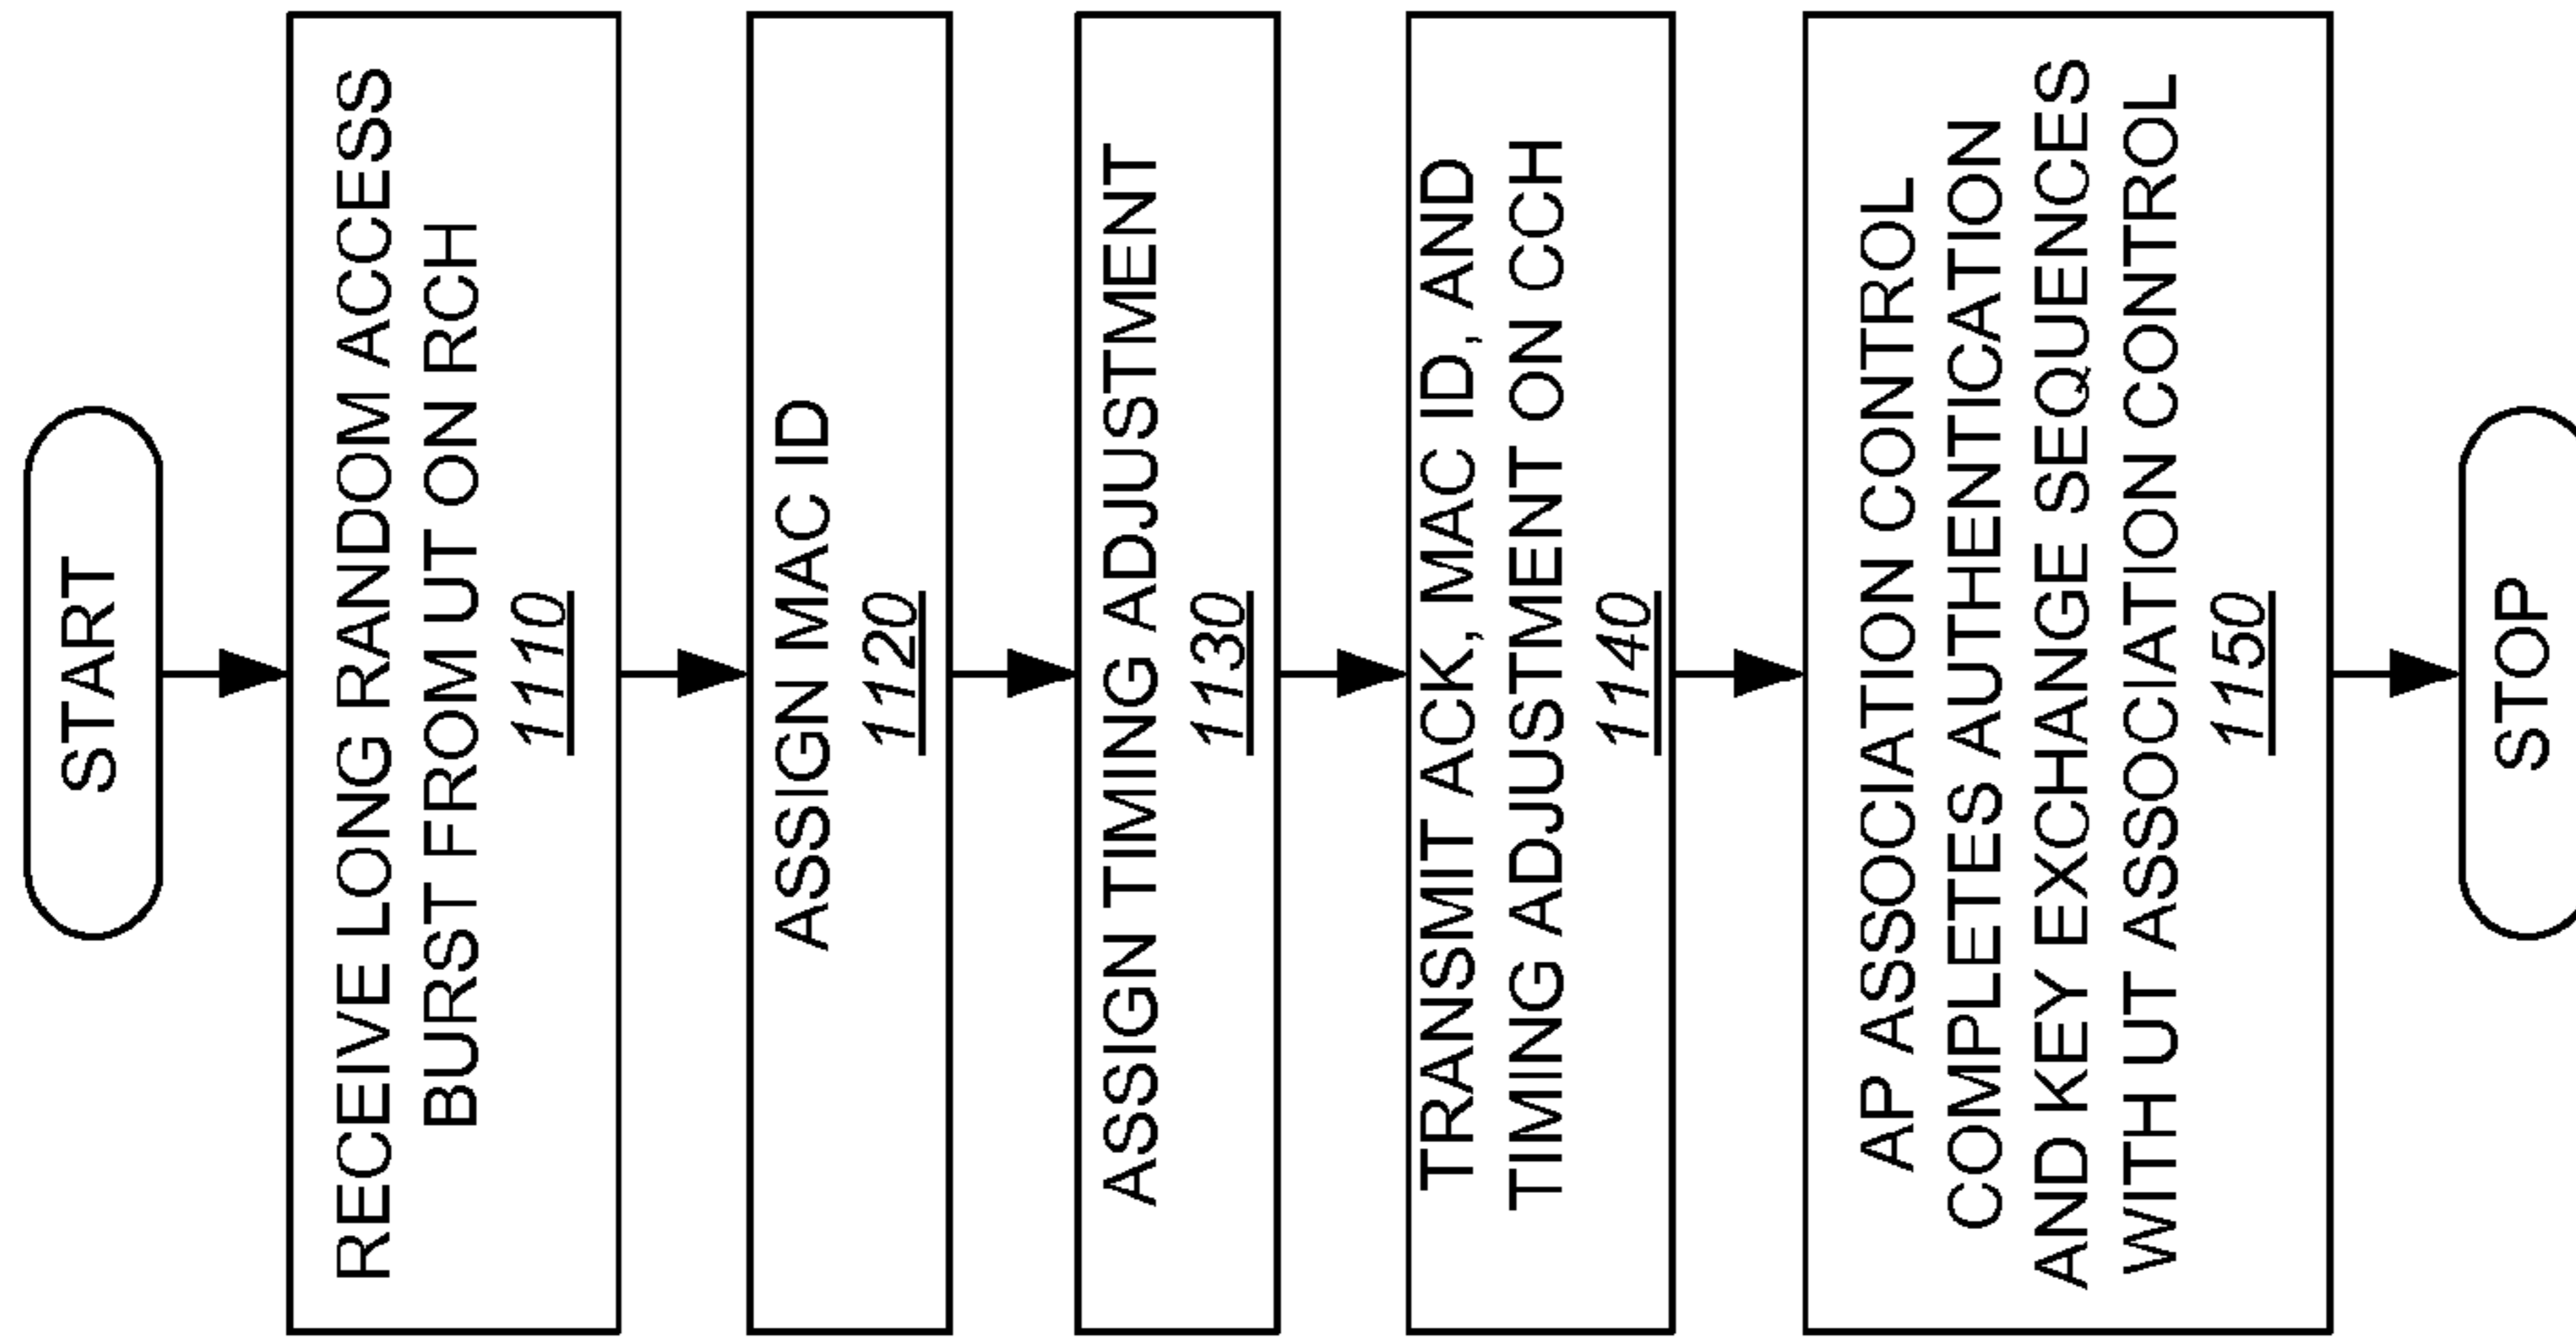 START
RECEIVE LONG RANDOM ACCESS
BURST FROM UT ON RCH
1110
ASSIGN MAC ID
1120
ASSIGN TIMING ADJUSTMENT
1130
TRANSMIT ACK, MAC ID, AND
TIMING ADJUSTMENT ON CCH
1140
AP ASSOCIATION CONTROL
COMPLETES AUTHENTICATION
AND KEY EXCHANGE SEQUENCES
WITH UT ASSOCIATION CONTROL
1150
STOP